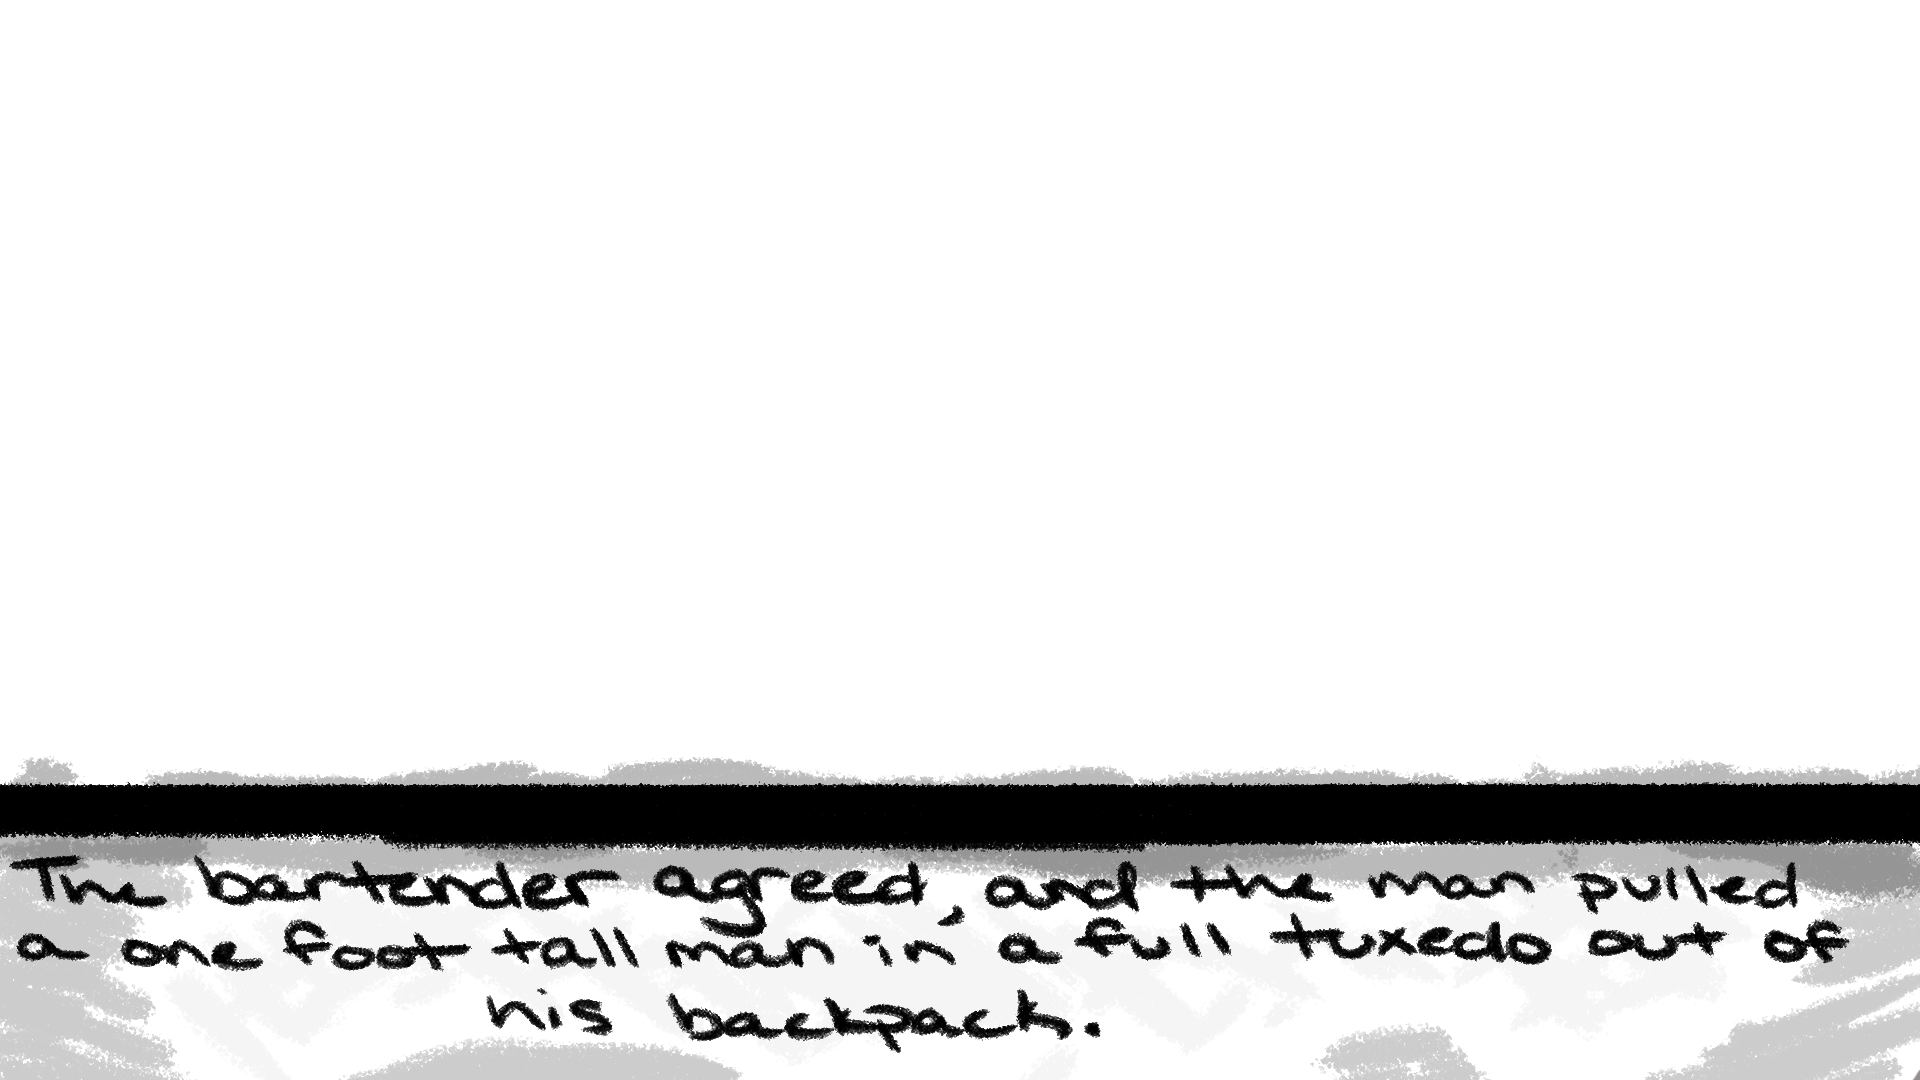 The bartender agreed, and the man pulled
a one foot tall man in a full tuxedo out of
his backpack.